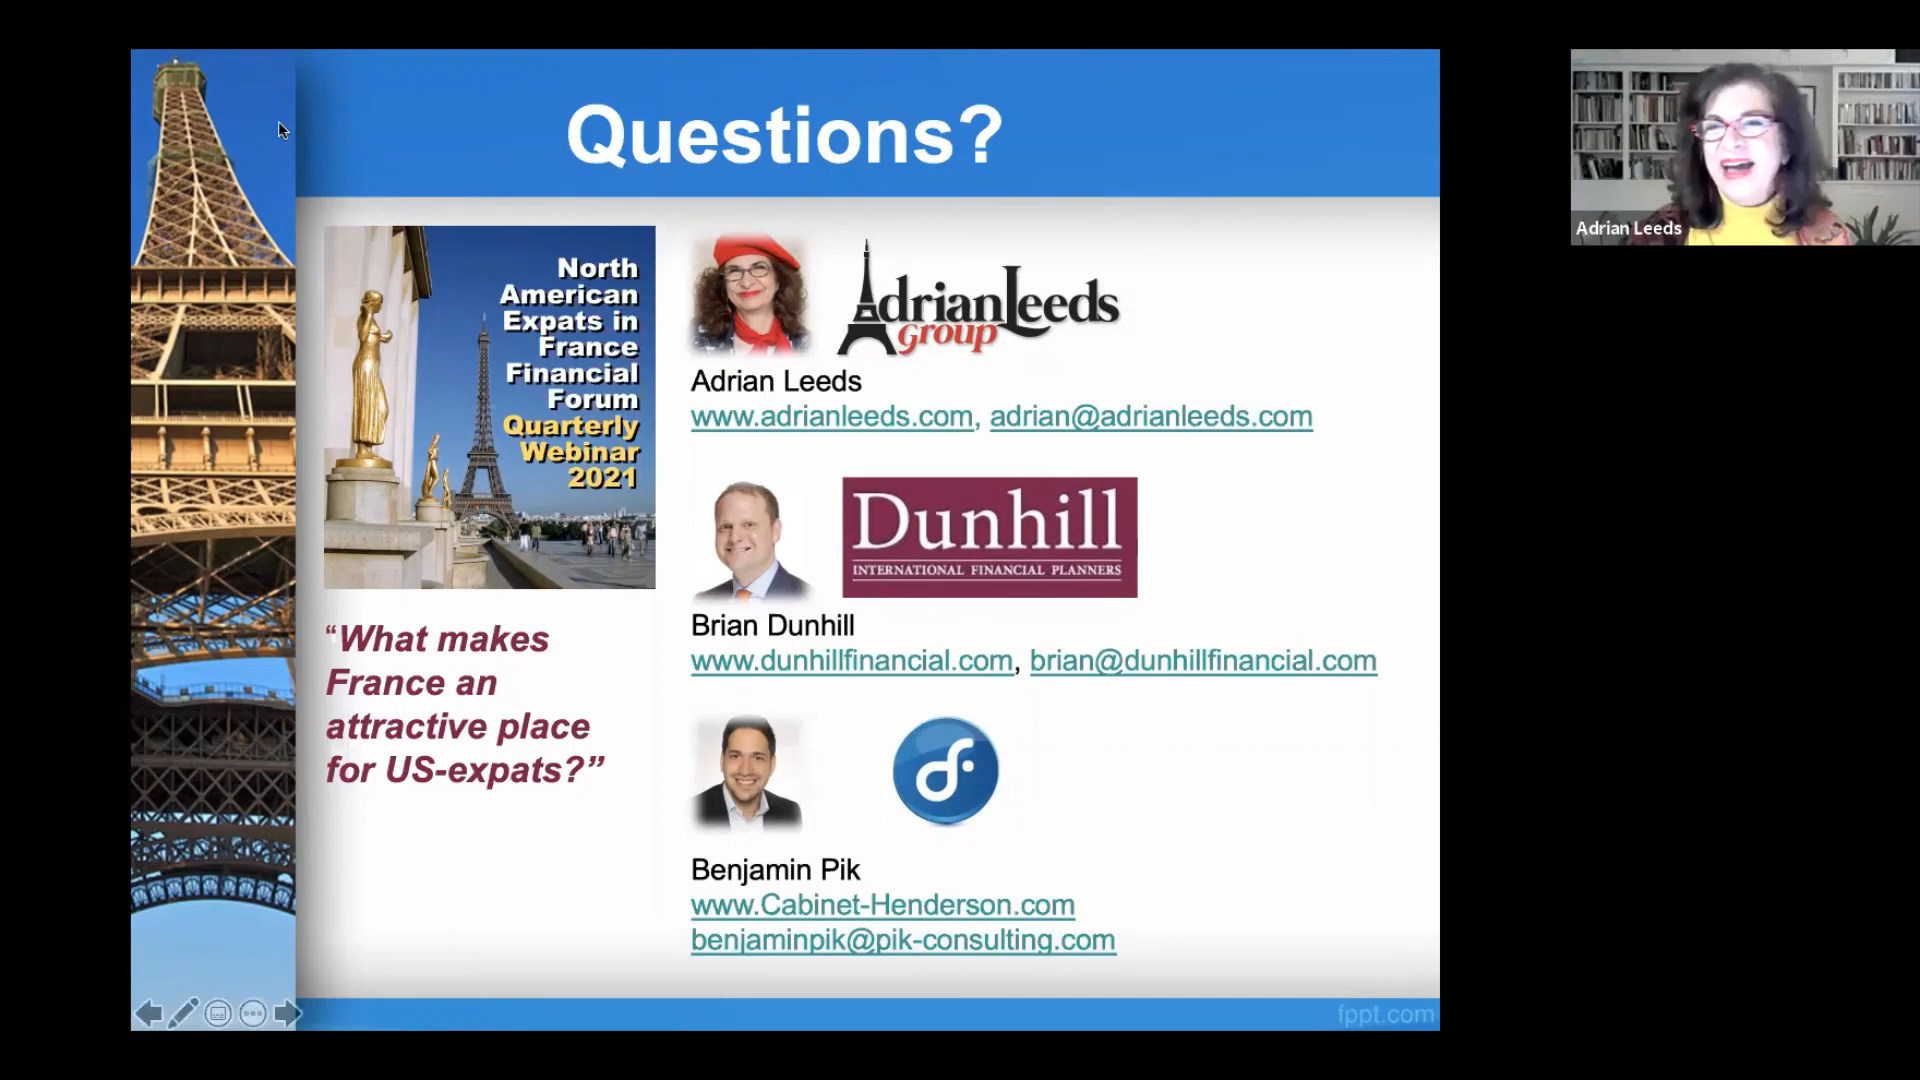 Questions?
North
American
Expats in
France
Financial
Forum
Quarterly
Webinar
2021
“What makes
France an
attractive place
for US-expats?”
AdrianLeeds
group
Adrian Leeds
www.adrianleeds.com, adrian@adrianleeds.com
Dunhill
INTERNATIONAL FINANCIAL PLANNERS
Brian Dunhill
www.dunhillfinancial.com, brian@dunhillfinancial.com
Benjamin Pik
www.Cabinet-Henderson.com
benjaminpik@pik-consulting.com
fppt.com
Adrian Leeds